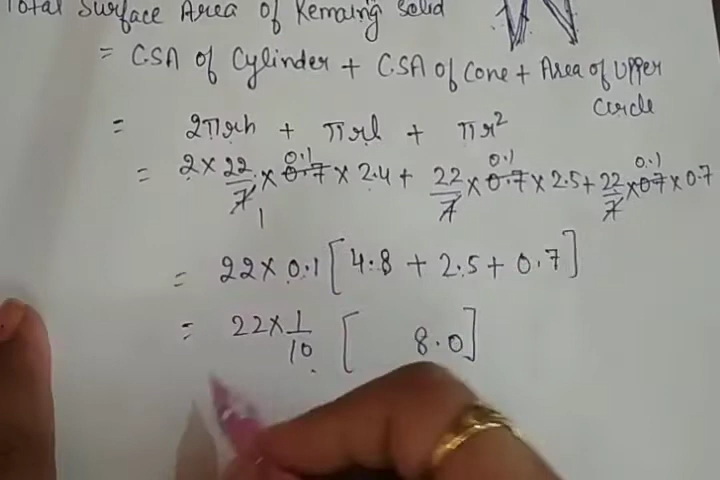 Total Surface Area of Remaing Solid
= C.S.A of Cylinder + C.S.A of Cone + Area of Upper
Circle
= 2πrh + πrl + πr²
0.1 0.1 0.1
= 2 × 22/7 × 0.7 × 2.4 + 22/7 × 0.7 × 2.5 + 22/7 × 0.7 × 0.7
1
= 22 × 0.1 [ 4.8 + 2.5 + 0.7 ]
= 22 × 1/10 [ 8.0 ]